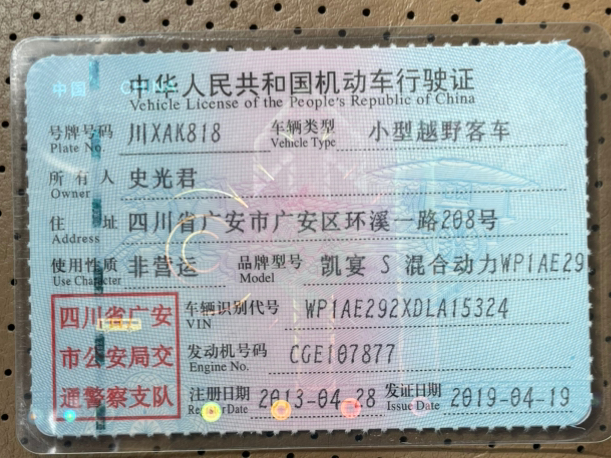 中国 CHINA
中华人民共和国机动车行驶证
Vehicle License of the People's Republic of China
号牌号码 川XAK818 车辆类型 小型越野客车
Plate No. Vehicle Type
所有人 史光君
Owner
住址 四川省广安市广安区环溪一路208号
Address
使用性质 非营运 品牌型号 凯宴 S 混合动力WP1AE29
Use Character Model
四川省广安
市公安局交
通警察支队
车辆识别代号 WP1AE292XDLA15324
VIN
发动机号码 CGE107877
Engine No.
注册日期 2013-04-28 发证日期 2019-04-19
Register Date Issue Date